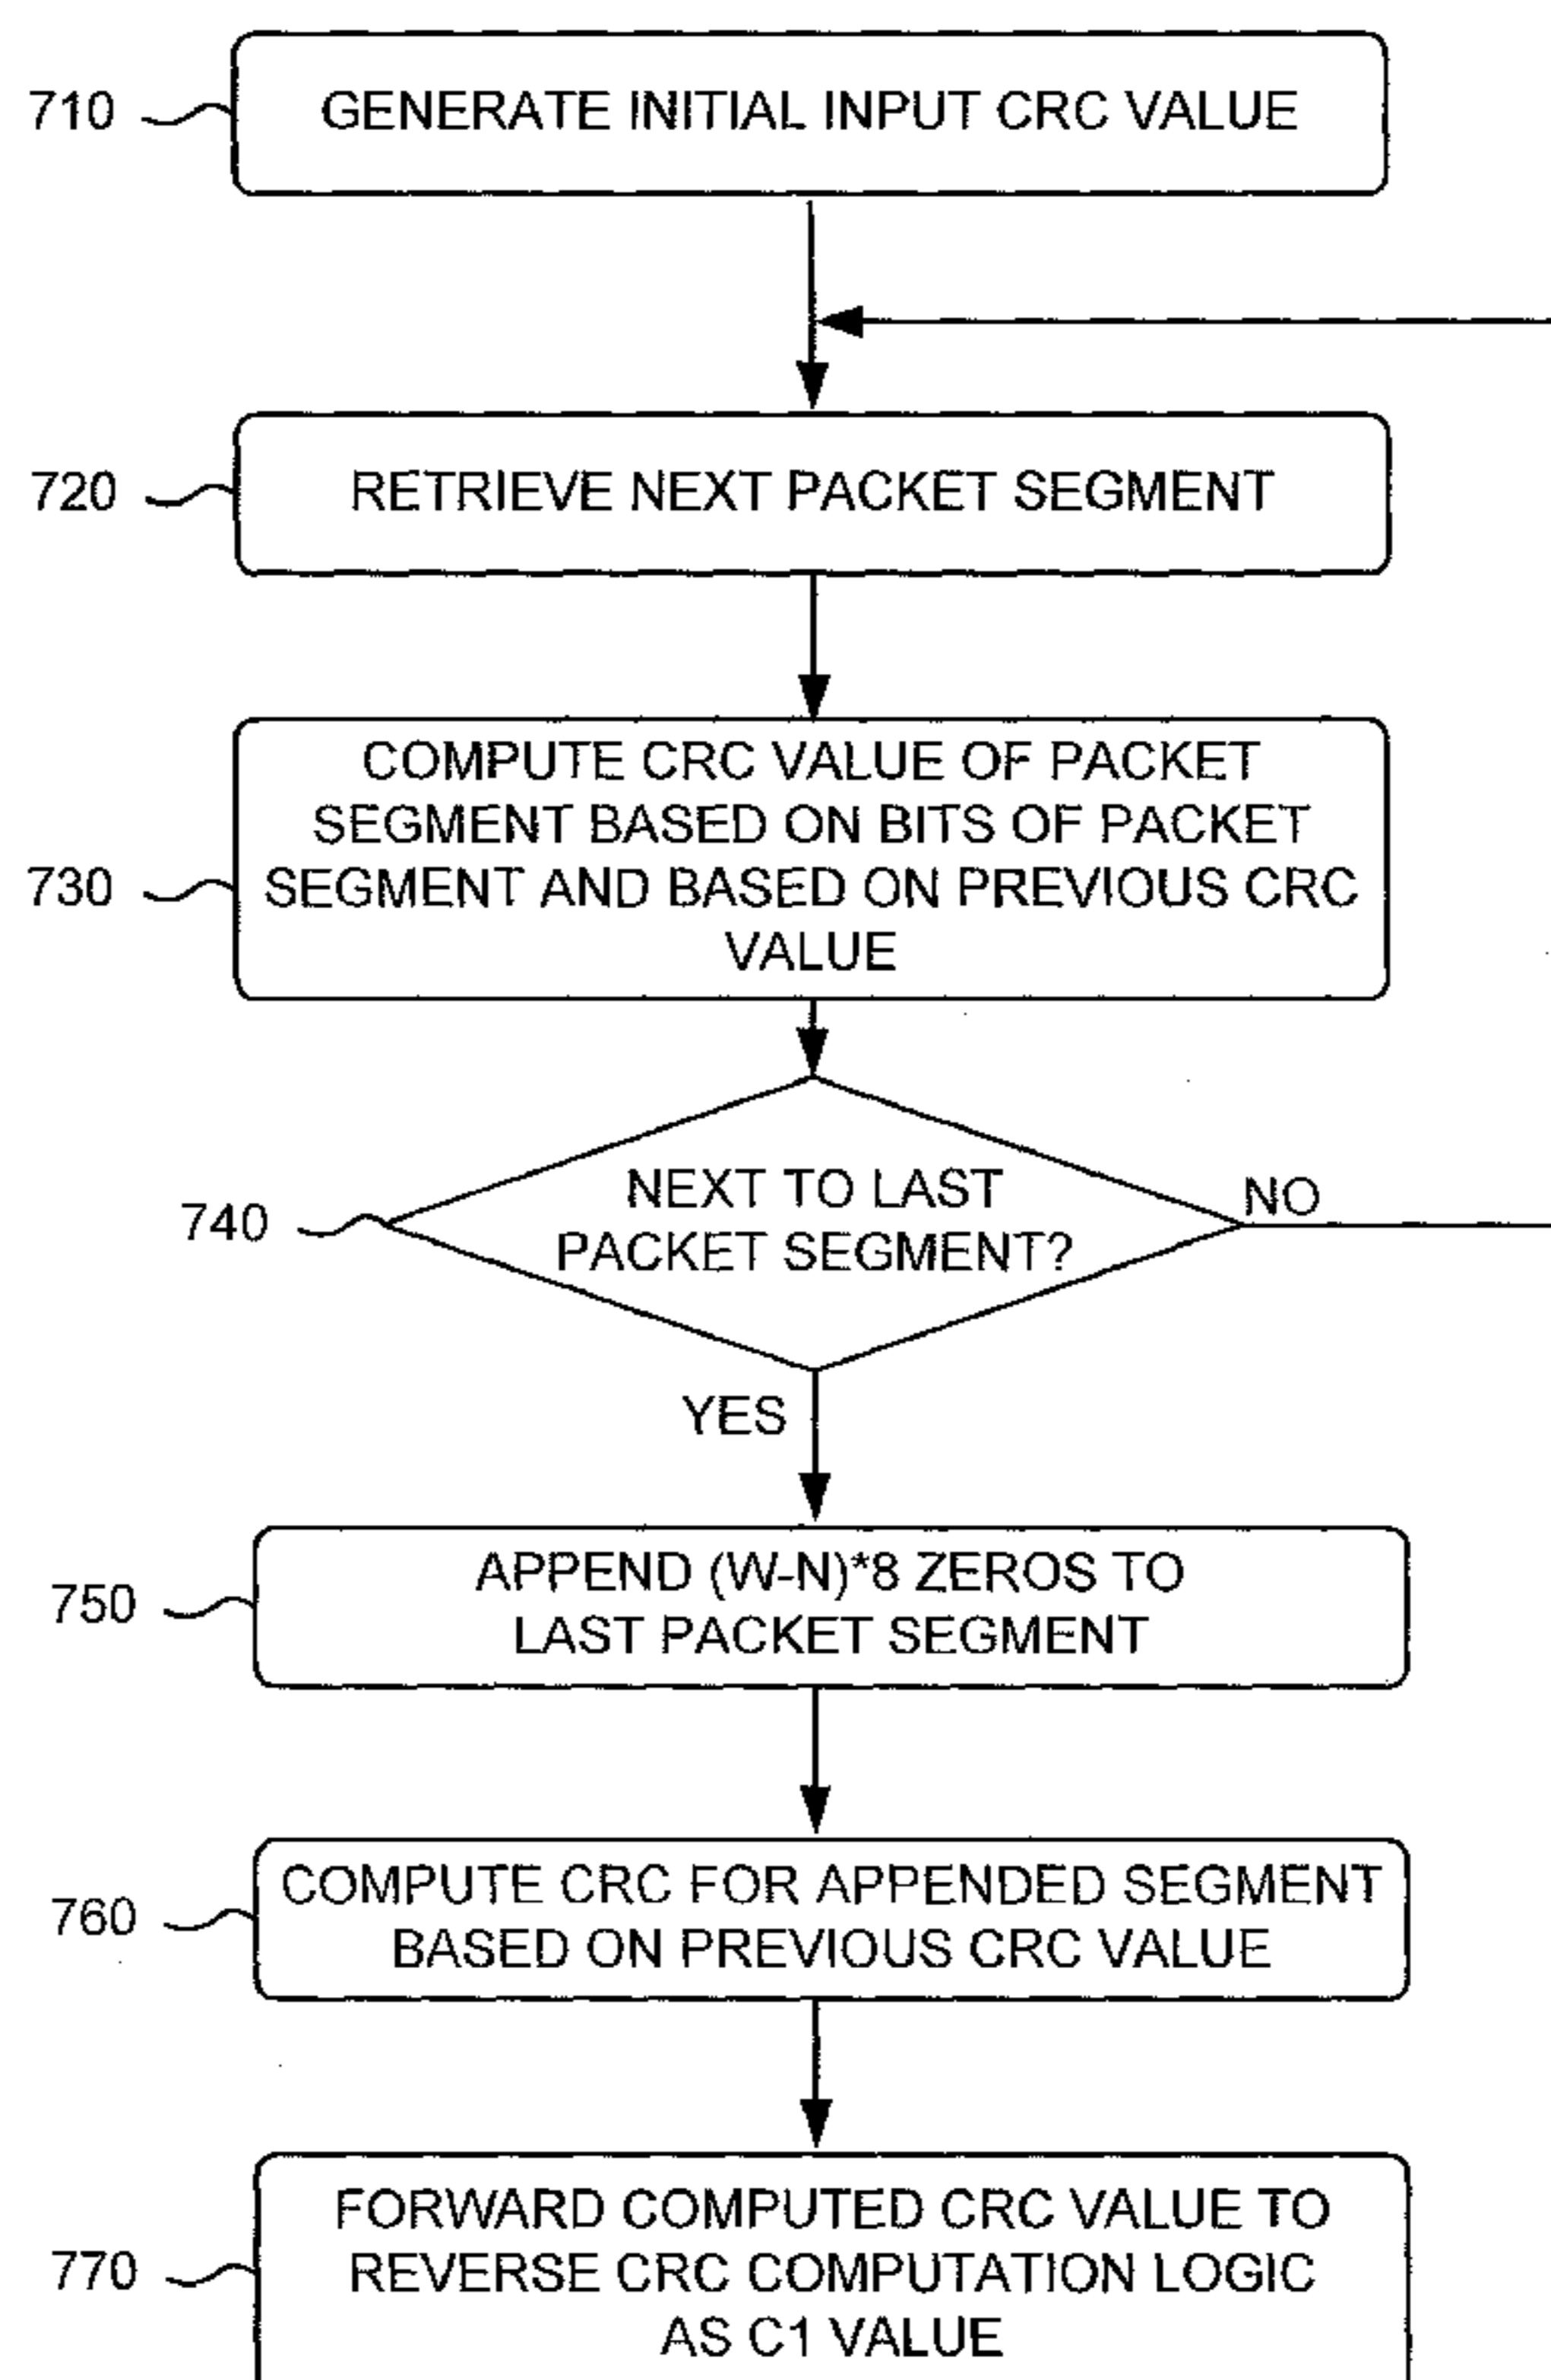 710
GENERATE INITIAL INPUT CRC VALUE
720
RETRIEVE NEXT PACKET SEGMENT
730
COMPUTE CRC VALUE OF PACKET
SEGMENT BASED ON BITS OF PACKET
SEGMENT AND BASED ON PREVIOUS CRC
VALUE
740
NEXT TO LAST
PACKET SEGMENT?
NO
YES
750
APPEND (W-N)*8 ZEROS TO
LAST PACKET SEGMENT
760
COMPUTE CRC FOR APPENDED SEGMENT
BASED ON PREVIOUS CRC VALUE
770
FORWARD COMPUTED CRC VALUE TO
REVERSE CRC COMPUTATION LOGIC
AS C1 VALUE